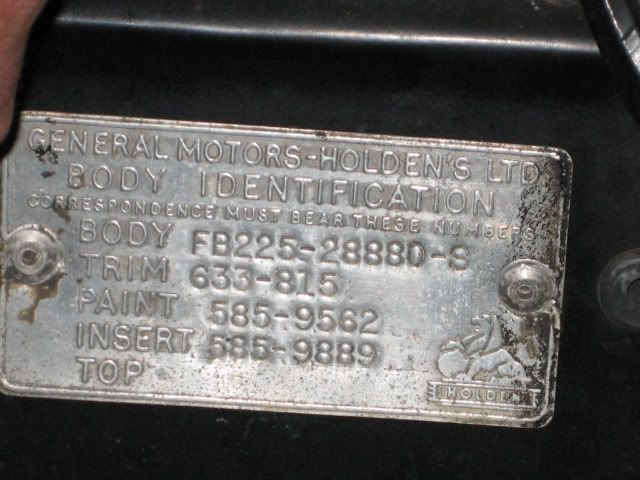 GENERAL MOTORS-HOLDEN'S LTD
BODY IDENTIFICATION
CORRESPONDENCE MUST BEAR THESE NUMBERS
BODY FB225-28880-S
TRIM 633-815
PAINT 585-9562
INSERT 585-9889
TOP
HOLDEN